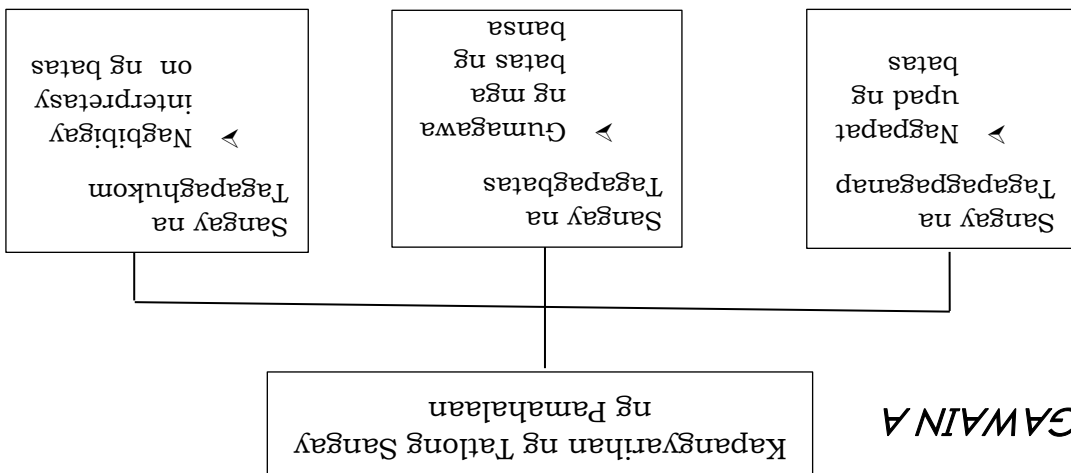 GAWAIN A
Kapangyarihan ng Tatlong Sangay
ng Pamahalaan
Sangay na
Tagapagpaganap
➢ Nagpapat
upad ng
batas
Sangay na
Tagapagbatas
➢ Gumagawa
ng mga
batas ng
bansa
Sangay na
Tagapaghukom
➢ Nagbibigay
interpretasy
on ng batas